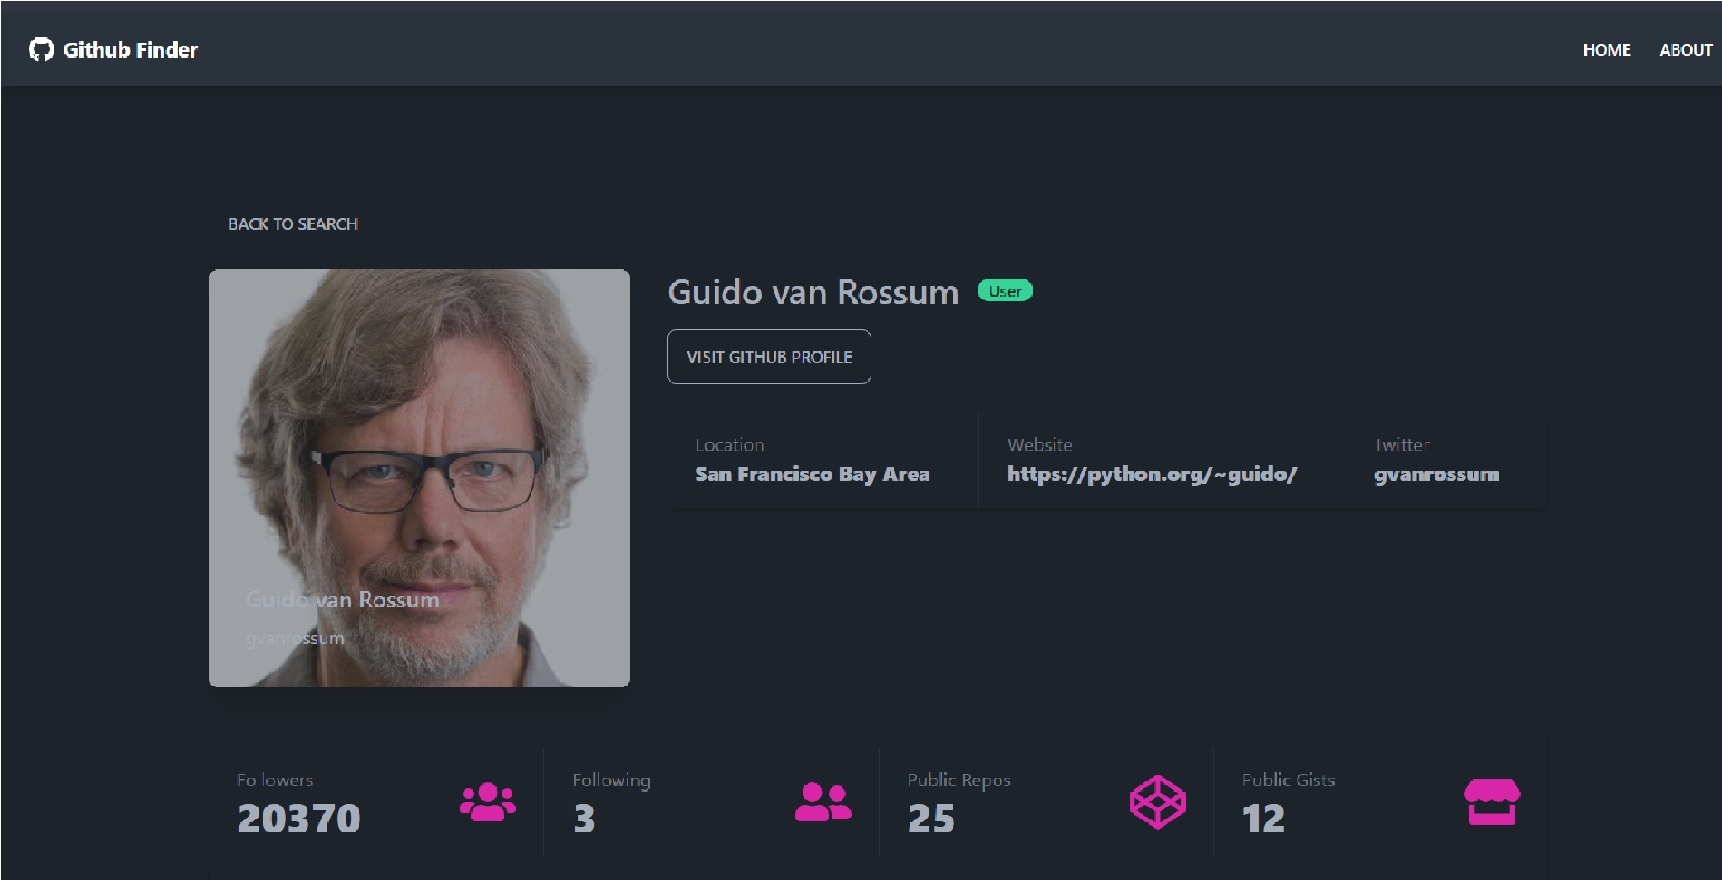 Github Finder
HOME
ABOUT
BACK TO SEARCH
Guido van Rossum
User
VISIT GITHUB PROFILE
Location
San Francisco Bay Area
Website
https://python.org/~guido/
Twitter
gvanrossum
Guido van Rossum
gvanrossum
Followers
20370
Following
3
Public Repos
25
Public Gists
12